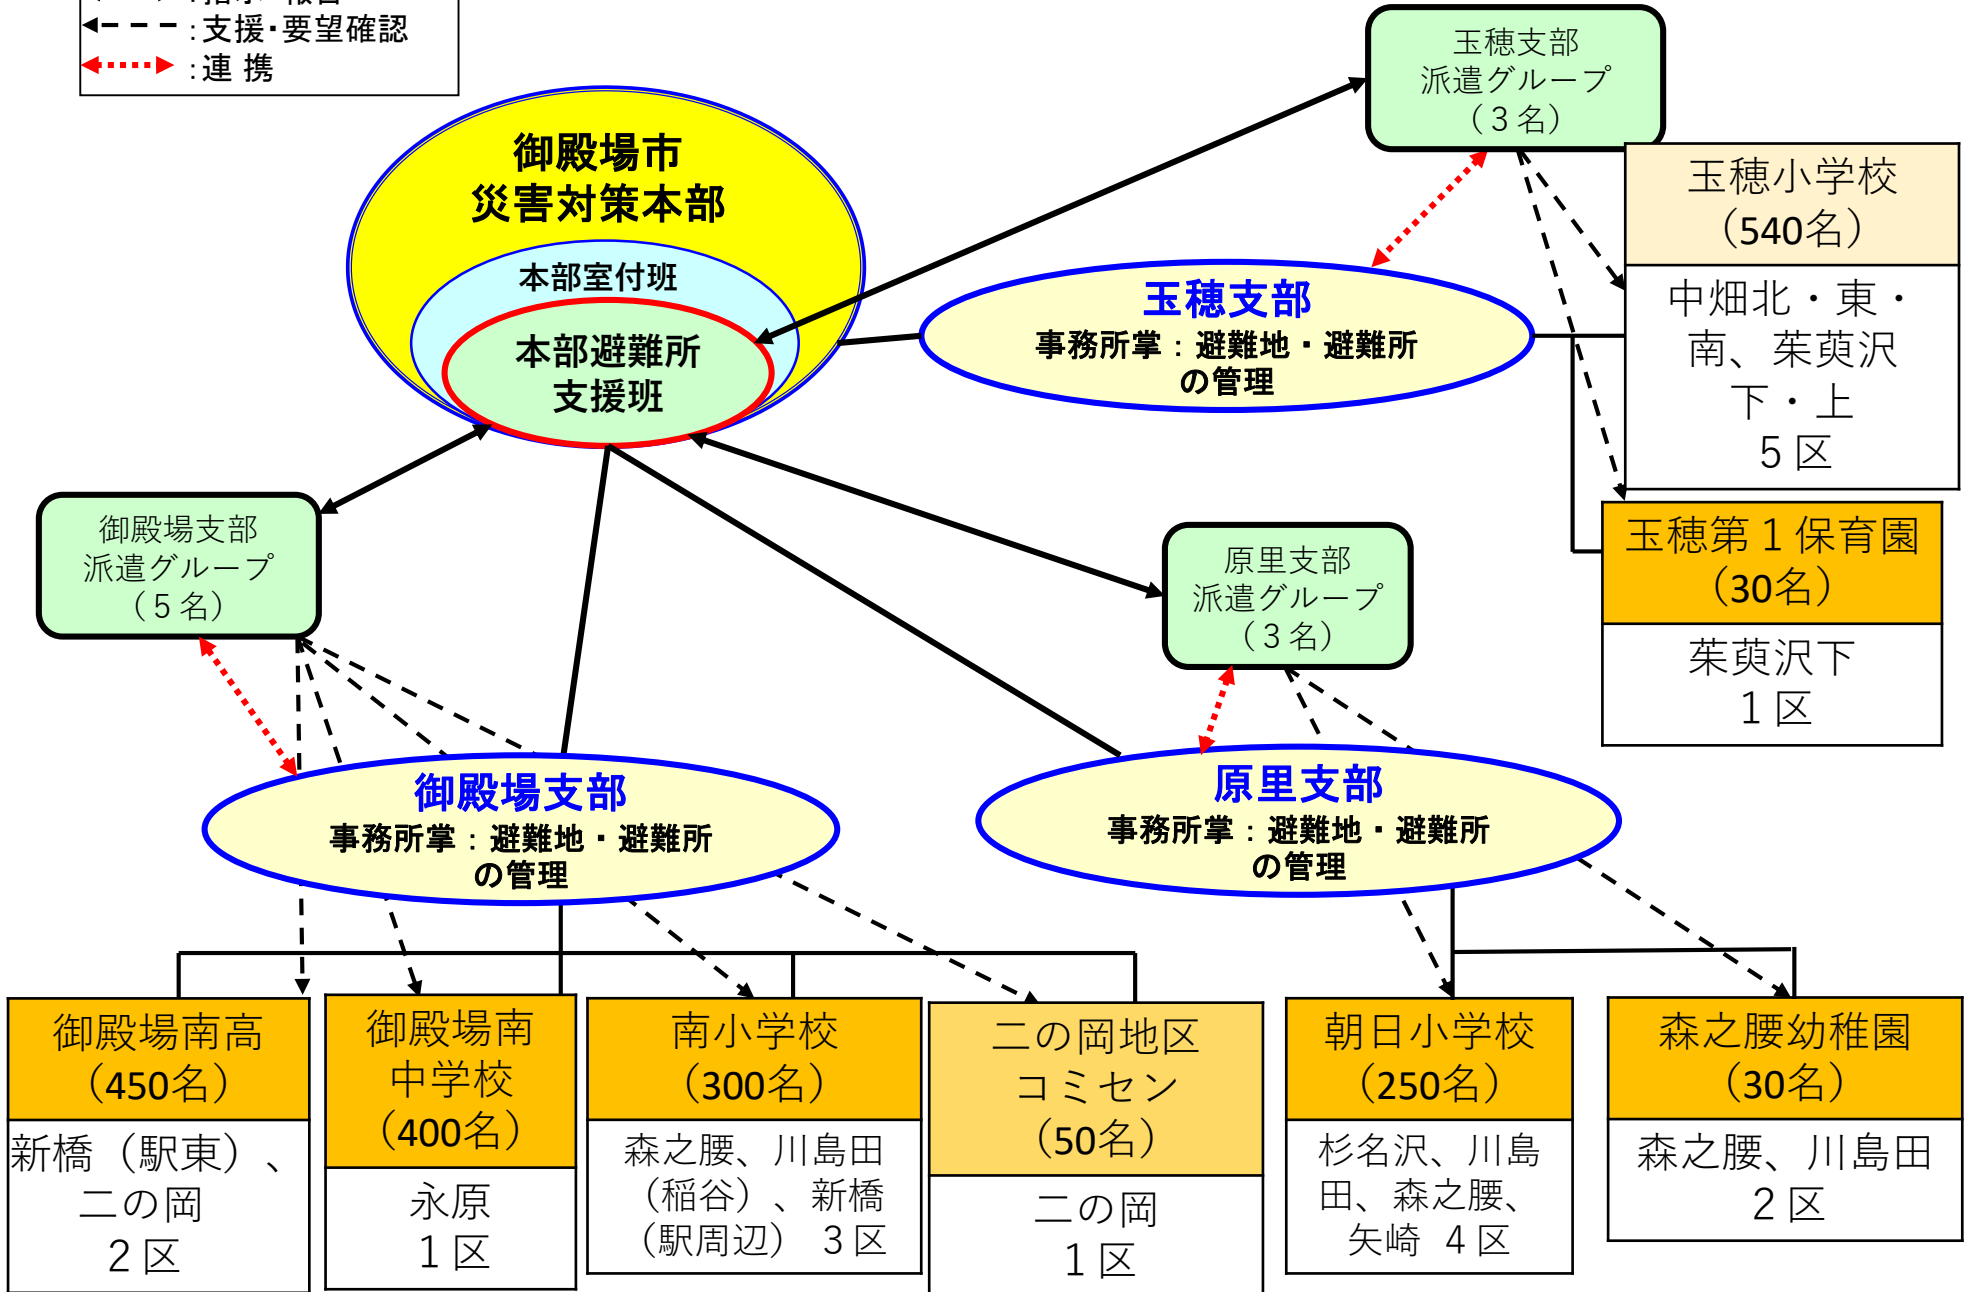 :支援・要望確認
:連 携
御殿場市
災害対策本部
本部室付班
本部避難所
支援班
玉穂支部
派遣グループ
(３名)
玉穂小学校
(540名)
中畑北・東・
南、茱萸沢
下・上
５区
玉穂支部
事務所掌：避難地・避難所
の管理
玉穂第１保育園
(30名)
茱萸沢下
１区
御殿場支部
派遣グループ
(５名)
原里支部
派遣グループ
(３名)
御殿場支部
事務所掌：避難地・避難所
の管理
原里支部
事務所掌：避難地・避難所
の管理
御殿場南高
(450名)
新橋（駅東）、
二の岡
２区
御殿場南
中学校
(400名)
永原
１区
南小学校
(300名)
森之腰、川島田
（稲谷）、新橋
（駅周辺） ３区
二の岡地区
コミセン
(50名)
二の岡
１区
朝日小学校
(250名)
杉名沢、川島
田、森之腰、
矢崎 ４区
森之腰幼稚園
(30名)
森之腰、川島田
２区